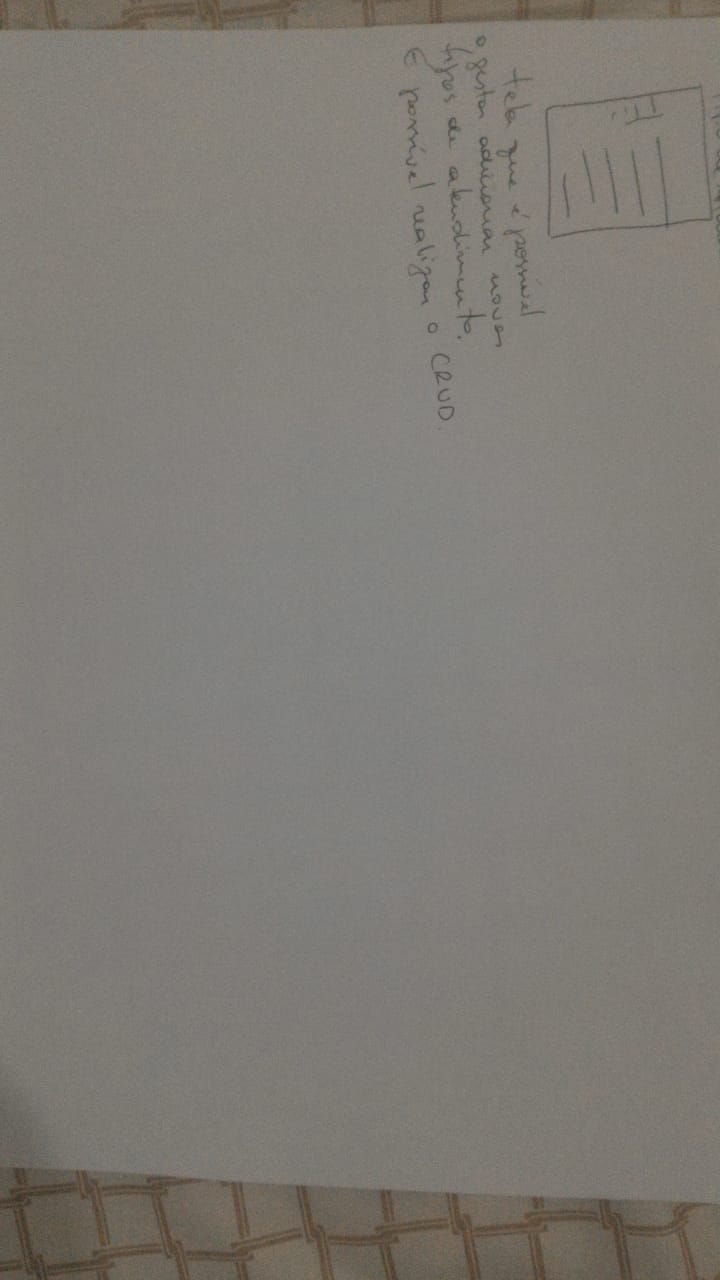 tela que é possível
o gestor adicionar novos
tipos de atendimento.
É possível realizar o CRUD.